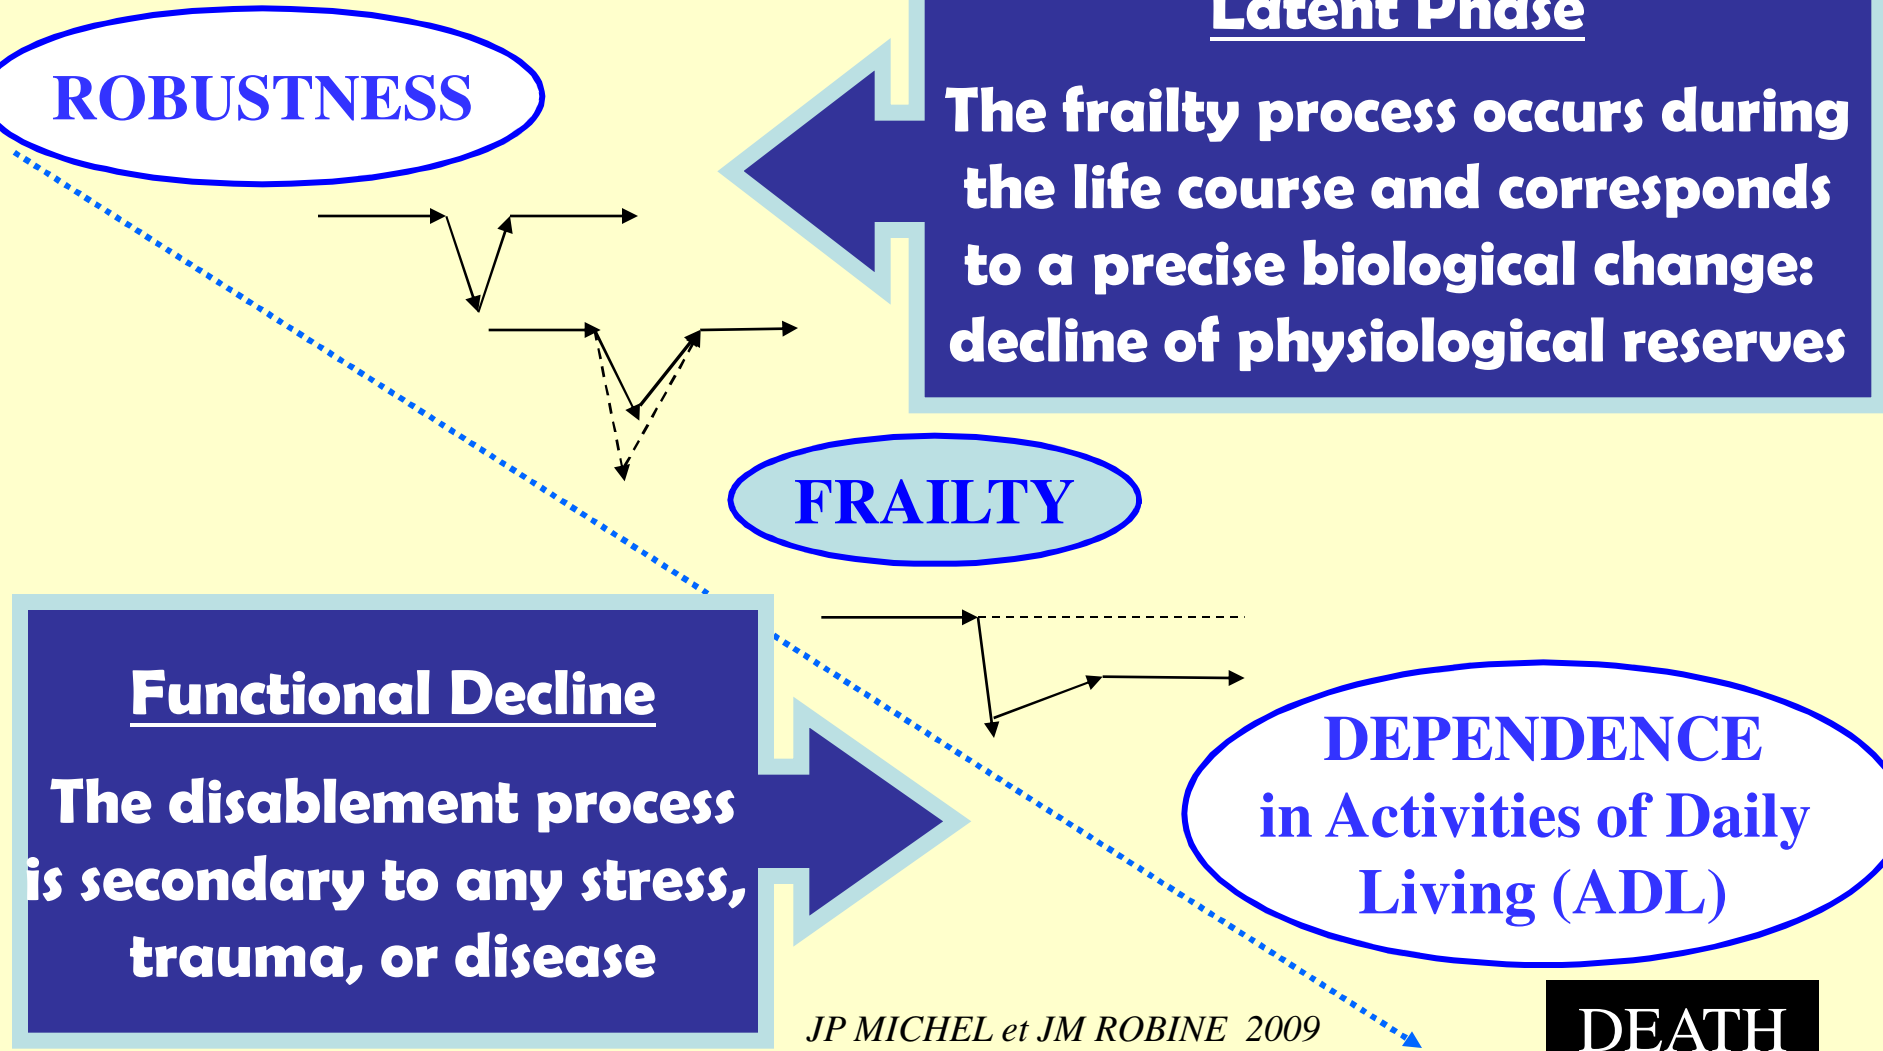 ROBUSTNESS
Latent Phase
The frailty process occurs during
the life course and corresponds
to a precise biological change:
decline of physiological reserves
FRAILTY
Functional Decline
The disablement process
is secondary to any stress,
trauma, or disease
DEPENDENCE
in Activities of Daily
Living (ADL)
JP MICHEL et JM ROBINE 2009
DEATH